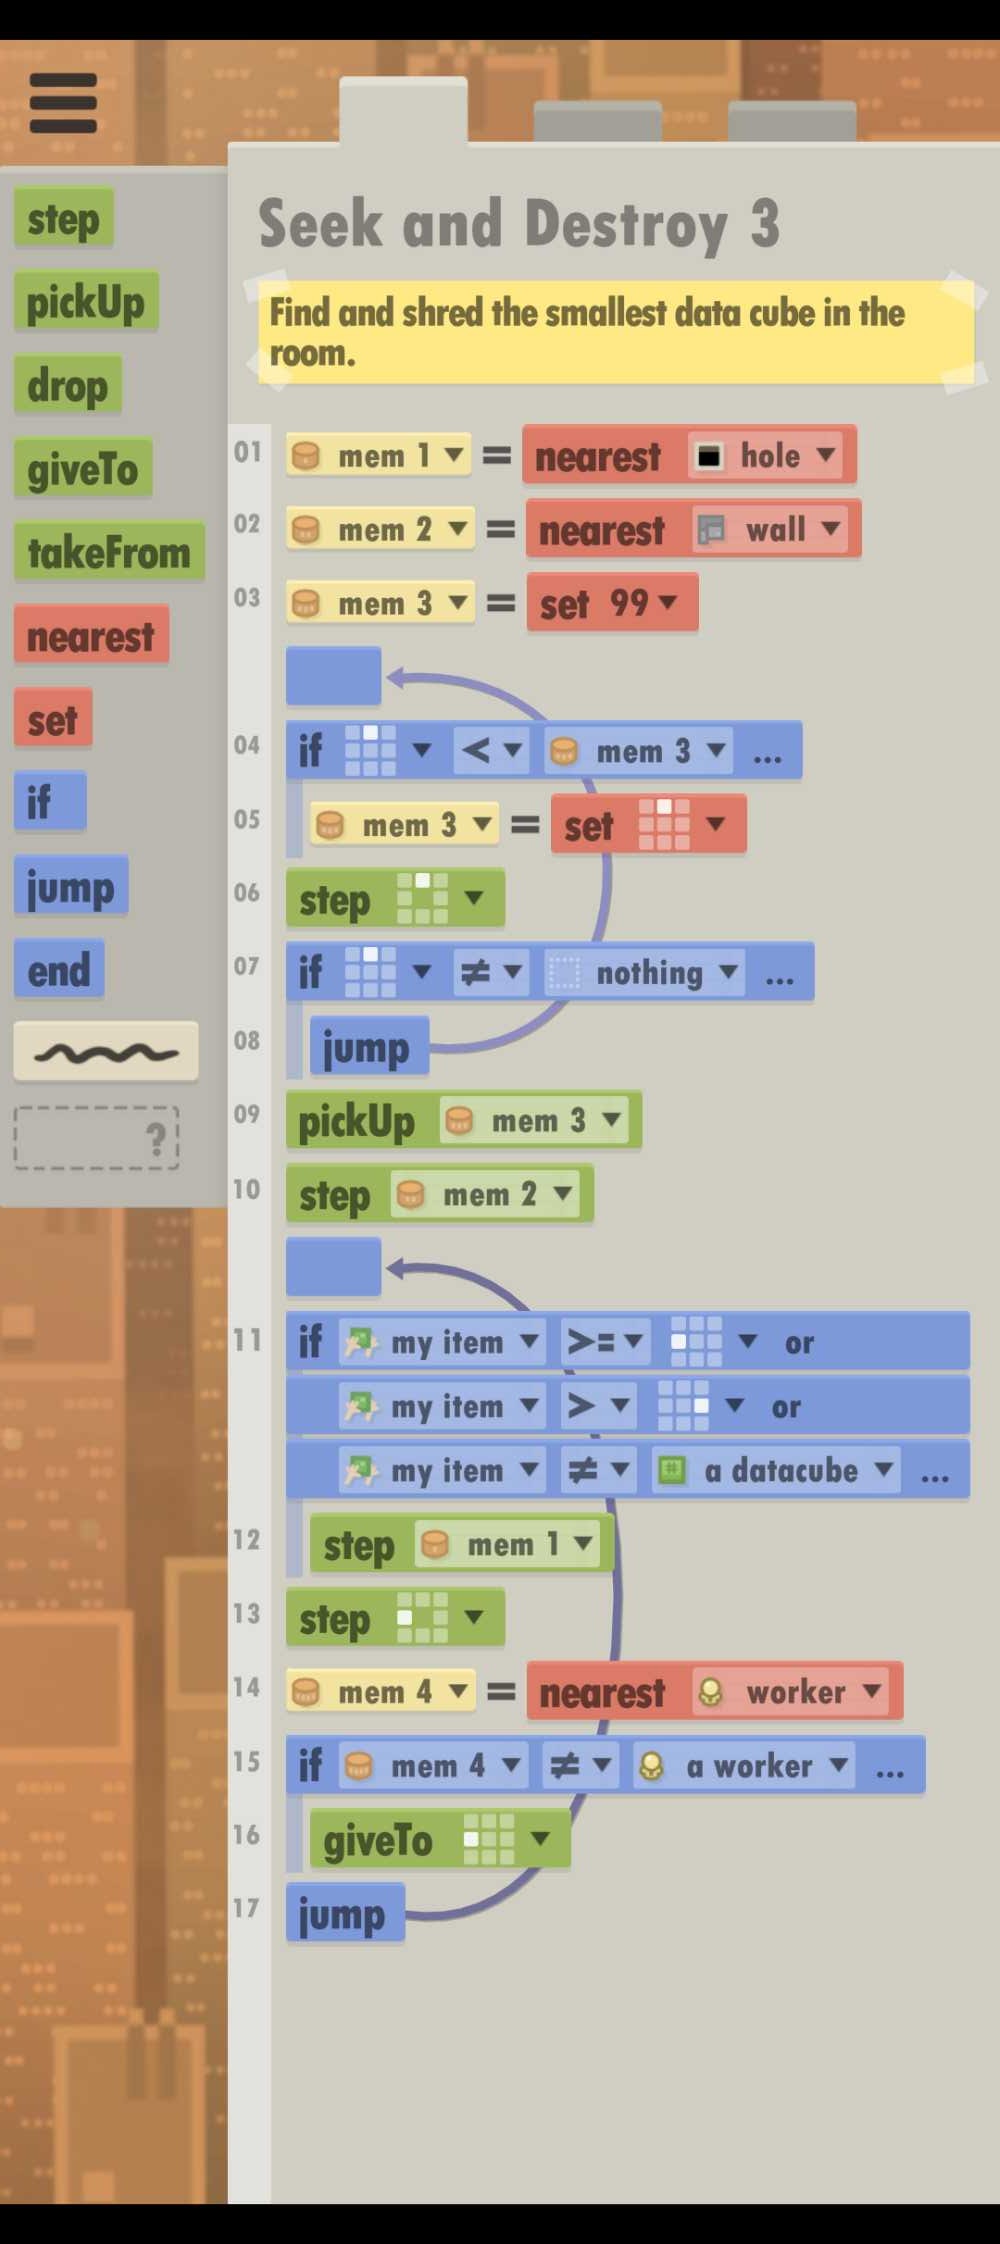 Seek and Destroy 3
Find and shred the smallest data cube in the
room.
step
pickUp
drop
giveTo
takeFrom
nearest
set
if
jump
end
?
01 mem 1 = nearest hole
02 mem 2 = nearest wall
03 mem 3 = set 99
04 if < mem 3 ...
05 mem 3 = set
06 step
07 if ≠ nothing ...
08 jump
09 pickUp mem 3
10 step mem 2
11 if my item >= or
my item > or
my item ≠ a datacube ...
12 step mem 1
13 step
14 mem 4 = nearest worker
15 if mem 4 ≠ a worker ...
16 giveTo
17 jump